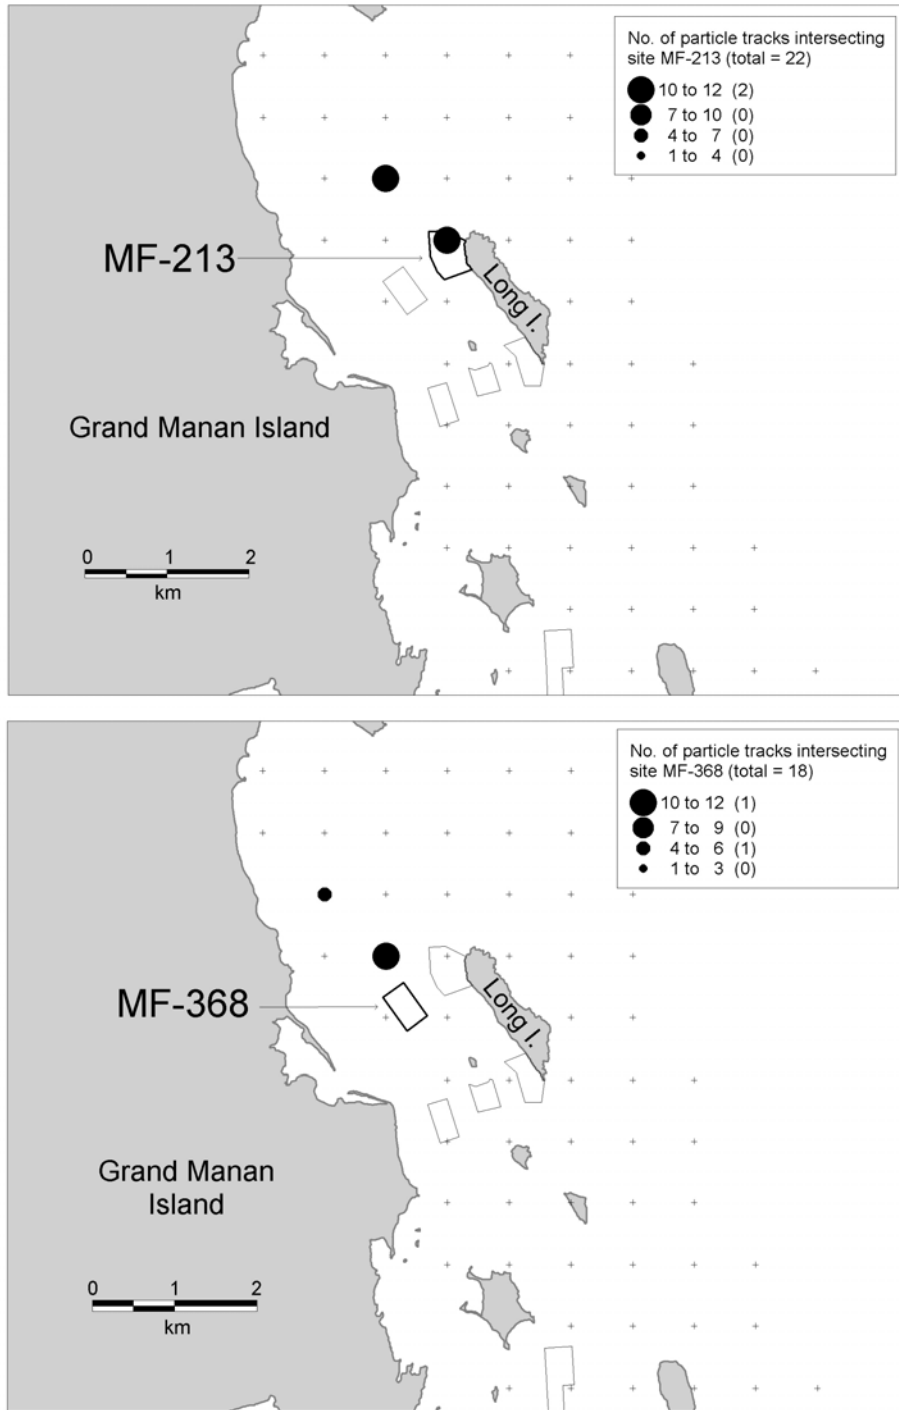 No. of particle tracks intersecting
site MF-213 (total = 22)
10 to 12 (2)
7 to 10 (0)
4 to 7 (0)
1 to 4 (0)
MF-213
Long I.
Grand Manan Island
0 1 2
km
No. of particle tracks intersecting
site MF-368 (total = 18)
10 to 12 (1)
7 to 9 (0)
4 to 6 (1)
1 to 3 (0)
MF-368
Long I.
Grand Manan
Island
0 1 2
km